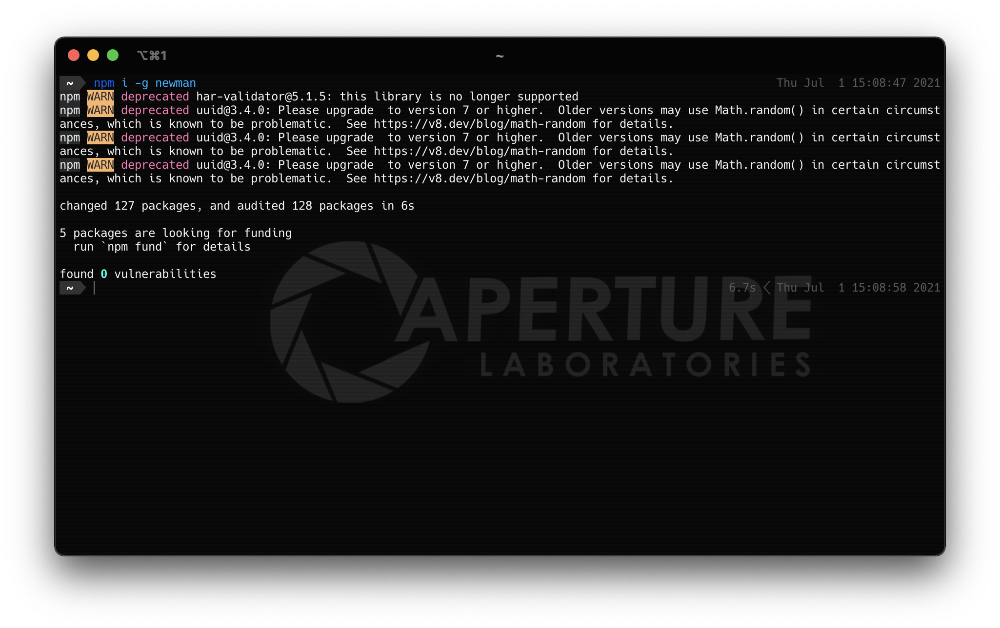 ⌥⌘1 ~
~ npm i -g newman Thu Jul  1 15:08:47 2021
npm WARN deprecated har-validator@5.1.5: this library is no longer supported
npm WARN deprecated uuid@3.4.0: Please upgrade  to version 7 or higher.  Older versions may use Math.random() in certain circumst
ances, which is known to be problematic.  See https://v8.dev/blog/math-random for details.
npm WARN deprecated uuid@3.4.0: Please upgrade  to version 7 or higher.  Older versions may use Math.random() in certain circumst
ances, which is known to be problematic.  See https://v8.dev/blog/math-random for details.
npm WARN deprecated uuid@3.4.0: Please upgrade  to version 7 or higher.  Older versions may use Math.random() in certain circumst
ances, which is known to be problematic.  See https://v8.dev/blog/math-random for details.
changed 127 packages, and audited 128 packages in 6s
5 packages are looking for funding
  run `npm fund` for details
found 0 vulnerabilities
~ 6.7s Thu Jul  1 15:08:58 2021
APERTURE
LABORATORIES